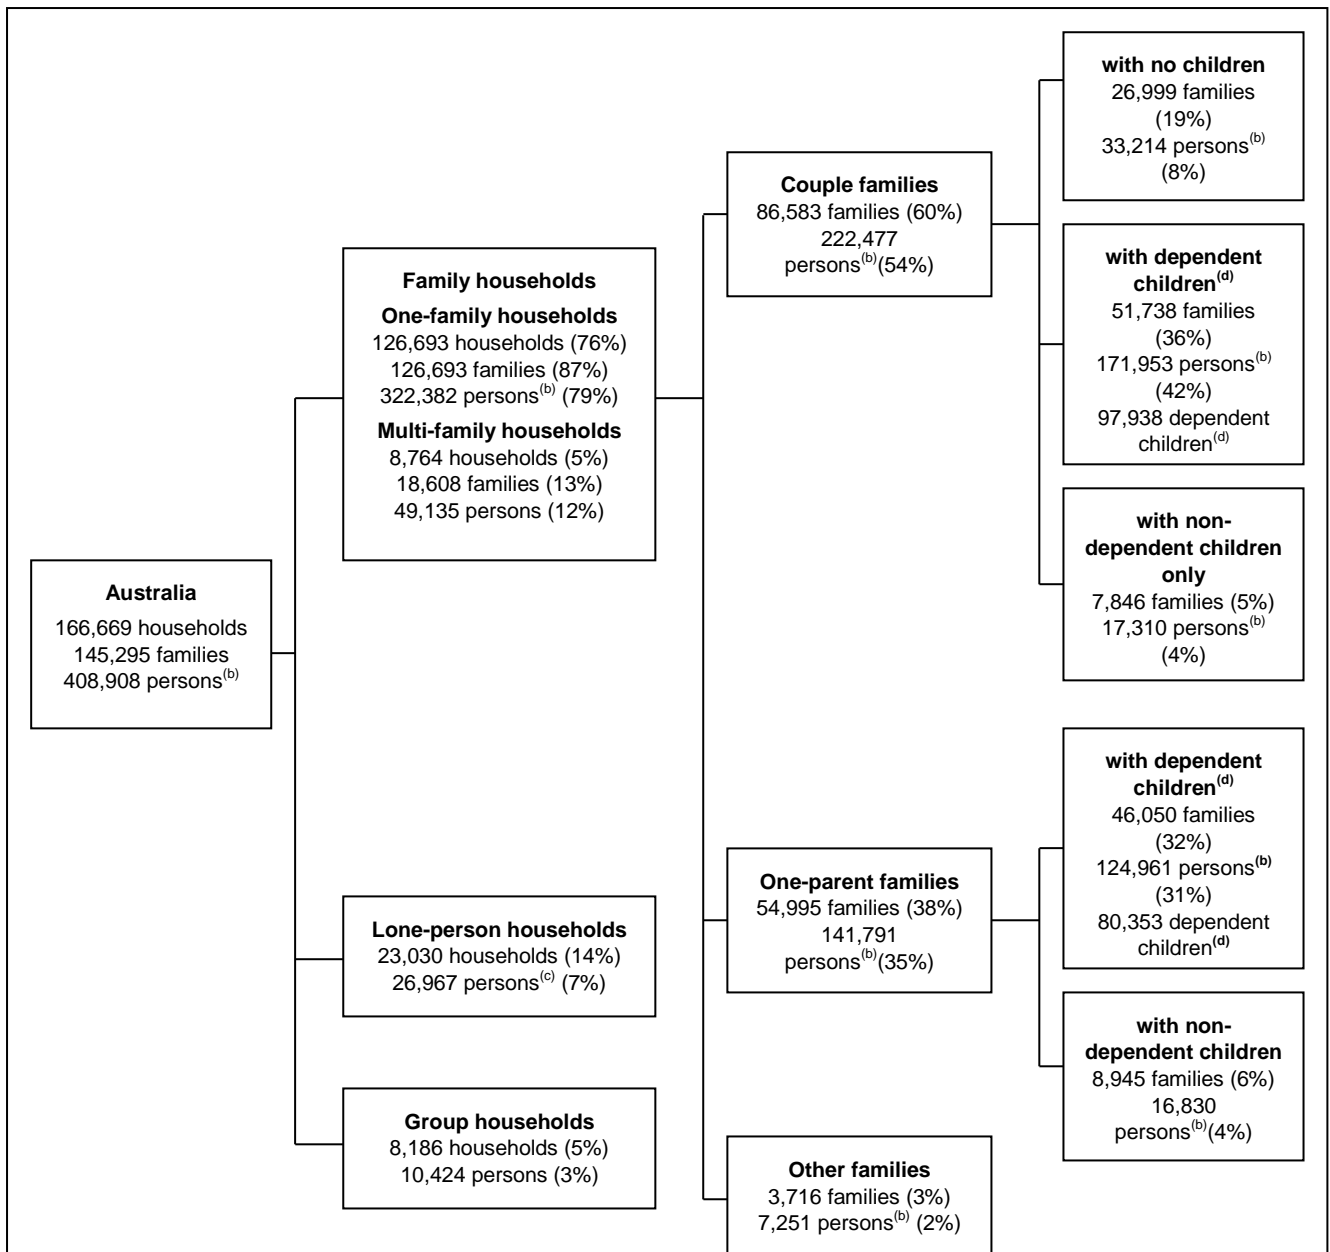 Australia
166,669 households
145,295 families
408,908 persons(b)
Family households
One-family households
126,693 households (76%)
126,693 families (87%)
322,382 persons(b) (79%)
Multi-family households
8,764 households (5%)
18,608 families (13%)
49,135 persons (12%)
Lone-person households
23,030 households (14%)
26,967 persons(c) (7%)
Group households
8,186 households (5%)
10,424 persons (3%)
Couple families
86,583 families (60%)
222,477
persons(b)(54%)
One-parent families
54,995 families (38%)
141,791
persons(b)(35%)
Other families
3,716 families (3%)
7,251 persons(b) (2%)
with no children
26,999 families
(19%)
33,214 persons(b)
(8%)
with dependent
children(d)
51,738 families
(36%)
171,953 persons(b)
(42%)
97,938 dependent
children(d)
with non-
dependent children
only
7,846 families (5%)
17,310 persons(b)
(4%)
with dependent
children(d)
46,050 families
(32%)
124,961 persons(b)
(31%)
80,353 dependent
children(d)
with non-
dependent children
8,945 families (6%)
16,830
persons(b)(4%)